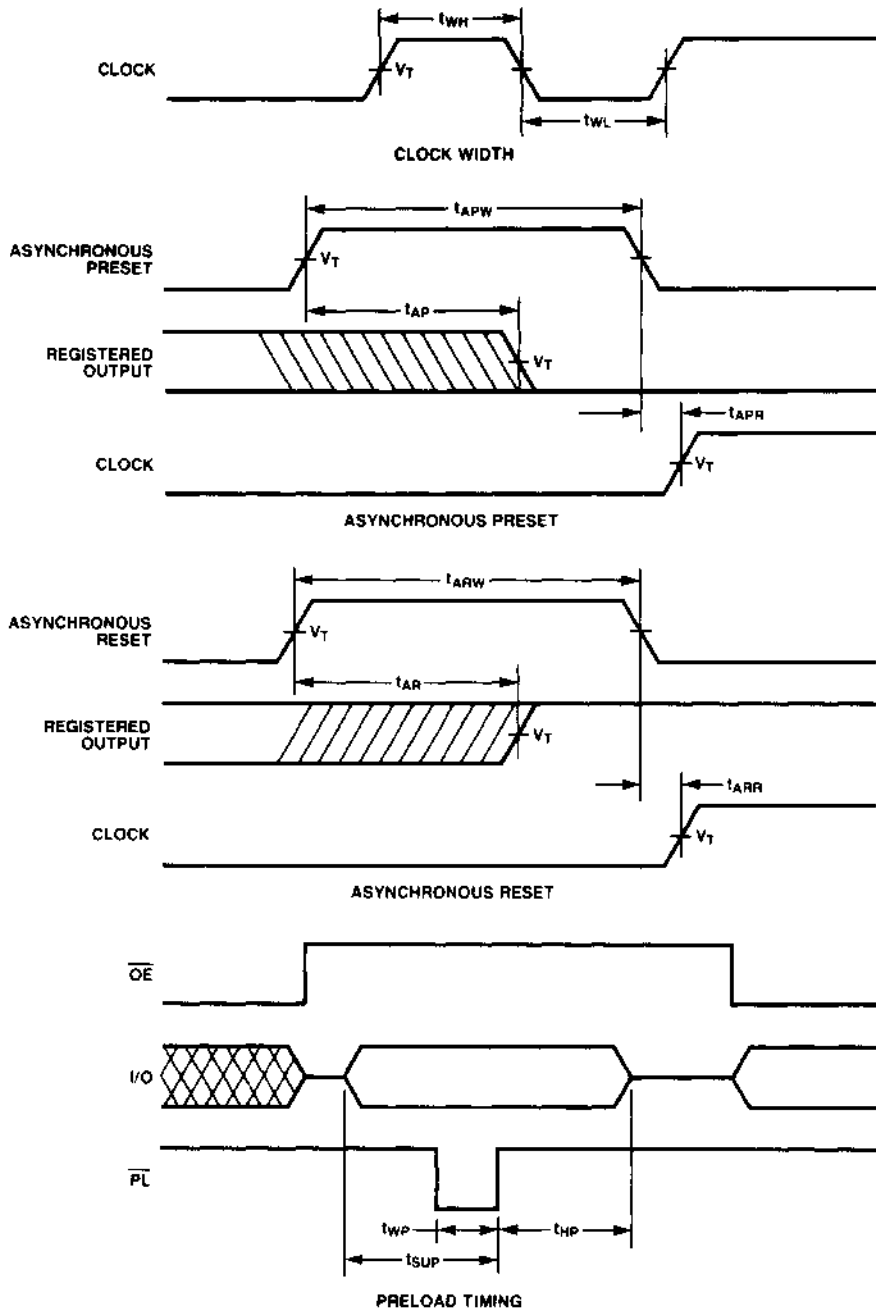 tWH
CLOCK
VT
tWL
CLOCK WIDTH
tAPW
ASYNCHRONOUS
PRESET
VT
tAP
REGISTERED
OUTPUT
VT
tAPR
CLOCK
VT
ASYNCHRONOUS PRESET
tARW
ASYNCHRONOUS
RESET
VT
tAR
REGISTERED
OUTPUT
VT
tARR
CLOCK
VT
ASYNCHRONOUS RESET
OE
I/O
PL
tWP
tHP
tSUP
PRELOAD TIMING